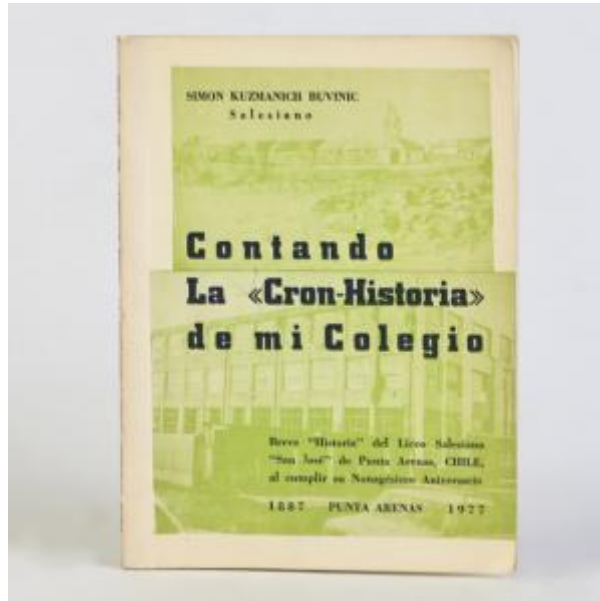 SIMON KUZMANICH BUVINIC
Salesiano
Contando
La «Cron-Historia»
de mi Colegio
Breve "Historia" del Liceo Salesiano
"San José" de Punta Arenas, CHILE,
al cumplir su Nonagésimo Aniversario
1887 PUNTA ARENAS 1977